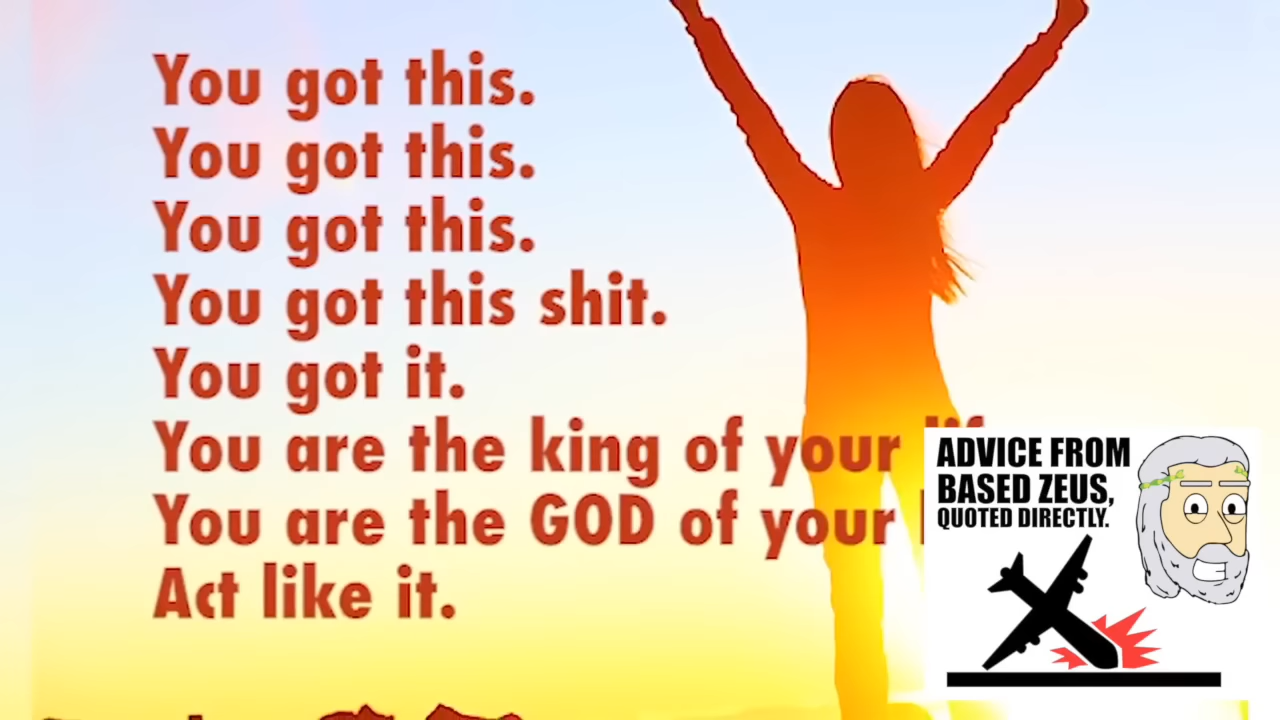 You got this.
You got this.
You got this.
You got this shit.
You got it.
You are the king of your
You are the GOD of your
Act like it.
ADVICE FROM
BASED ZEUS,
QUOTED DIRECTLY.